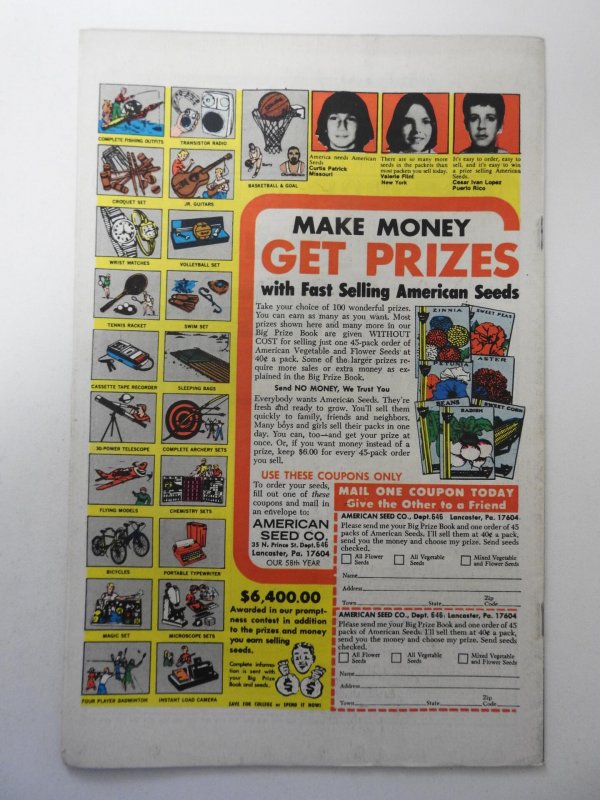 COMPLETE FISHING OUTFITS
TRANSISTOR RADIO
CROQUET SET
JR. GUITARS
WRIST WATCHES
VOLLEYBALL SET
TENNIS RACKET
SWIM SET
CASSETTE TAPE RECORDER
SLEEPING BAGS
30-POWER TELESCOPE
COMPLETE ARCHERY SETS
FLYING MODELS
CHEMISTRY SETS
BICYCLES
PORTABLE TYPEWRITER
MAGIC SET
MICROSCOPE SETS
FOUR PLAYER BADMINTON
INSTANT LOAD CAMERA
BASKETBALL & GOAL
America needs American
Seeds.
Curtis Patrick
Missouri
There are so many more
seeds in the packets than
most packets you sell today.
Valerie Flint
New York
It's easy to order, easy to
sell, and it's easy to win
a prize selling American
Seeds.
Cesar Ivan Lopez
Puerto Rico
MAKE MONEY
GET PRIZES
with Fast Selling American Seeds
Take your choice of 100 wonderful prizes.
You can earn as many as you want. Most
prizes shown here and many more in our
Big Prize Book are given WITHOUT
COST for selling just one 45-pack order of
American Vegetable and Flower Seeds at
40¢ a pack. Some of the larger prizes re-
quire more sales or extra money as ex-
plained in the Big Prize Book.
Send NO MONEY, We Trust You
Everybody wants American Seeds. They're
fresh and ready to grow. You'll sell them
quickly to family, friends and neighbors.
Many boys and girls sell their packs in one
day. You can, too—and get your prize at
once. Or, if you want money instead of a
prize, keep $6.00 for every 45-pack order
you sell.
ZINNIA
SWEET PEAS
ASTER
BEANS
RADISH
SWEET CORN
USE THESE COUPONS ONLY
To order your seeds,
fill out one of these
coupons and mail in
an envelope to:
AMERICAN
SEED CO.
35 N. Prince St. Dept. 646
Lancaster, Pa. 17604
OUR 58th YEAR
MAIL ONE COUPON TODAY
Give the Other to a Friend
AMERICAN SEED CO., Dept. 646 Lancaster, Pa. 17604
Please send me your Big Prize Book and one order of 45
packs of American Seeds. I'll sell them at 40¢ a pack,
send you the money and choose my prize. Send seeds
checked.
All Flower
Seeds
All Vegetable
Seeds
Mixed Vegetable
and Flower Seeds
Name
Address
Town State Zip Code
AMERICAN SEED CO., Dept. 646 Lancaster, Pa. 17604
Please send me your Big Prize Book and one order of 45
packs of American Seeds. I'll sell them at 40¢ a pack,
send you the money and choose my prize. Send seeds
checked.
All Flower
Seeds
All Vegetable
Seeds
Mixed Vegetable
and Flower Seeds
Name
Address
Town State Zip Code
$6,400.00
Awarded in our prompt-
ness contest in addition
to the prizes and money
you earn selling
seeds.
Complete informa-
tion is sent with
your Big Prize
Book and seeds.
SAVE FOR COLLEGE or SPEND IT NOW!